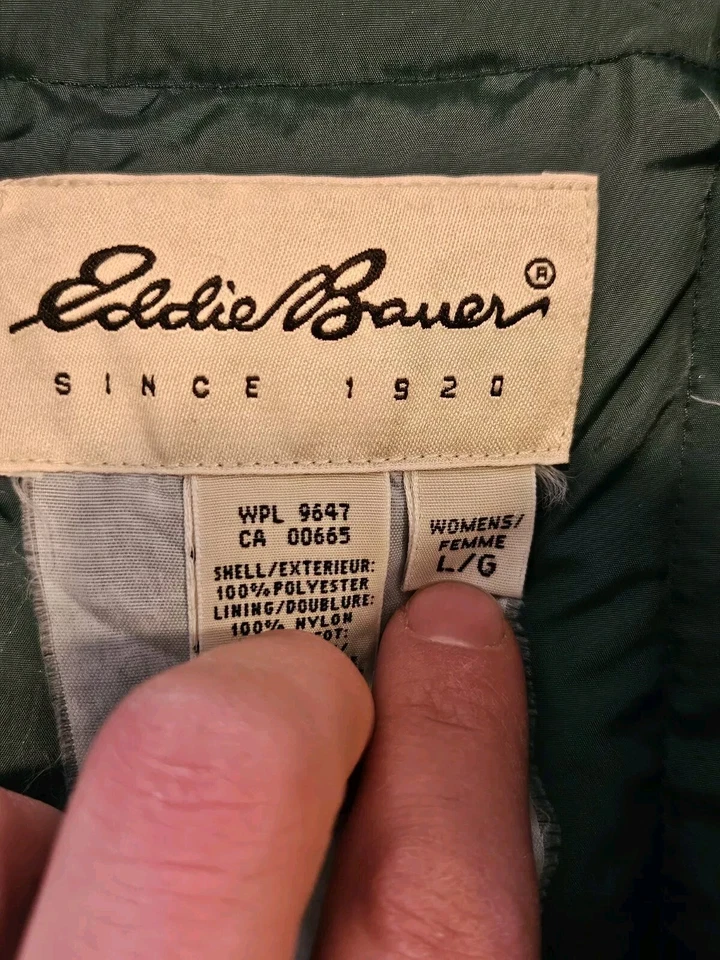 Eddie Bauer®
SINCE 1920
WPL 9647
CA 00665
SHELL/EXTERIEUR:
100% POLYESTER
LINING/DOUBLURE:
100% NYLON
WOMENS/
FEMME
L/G